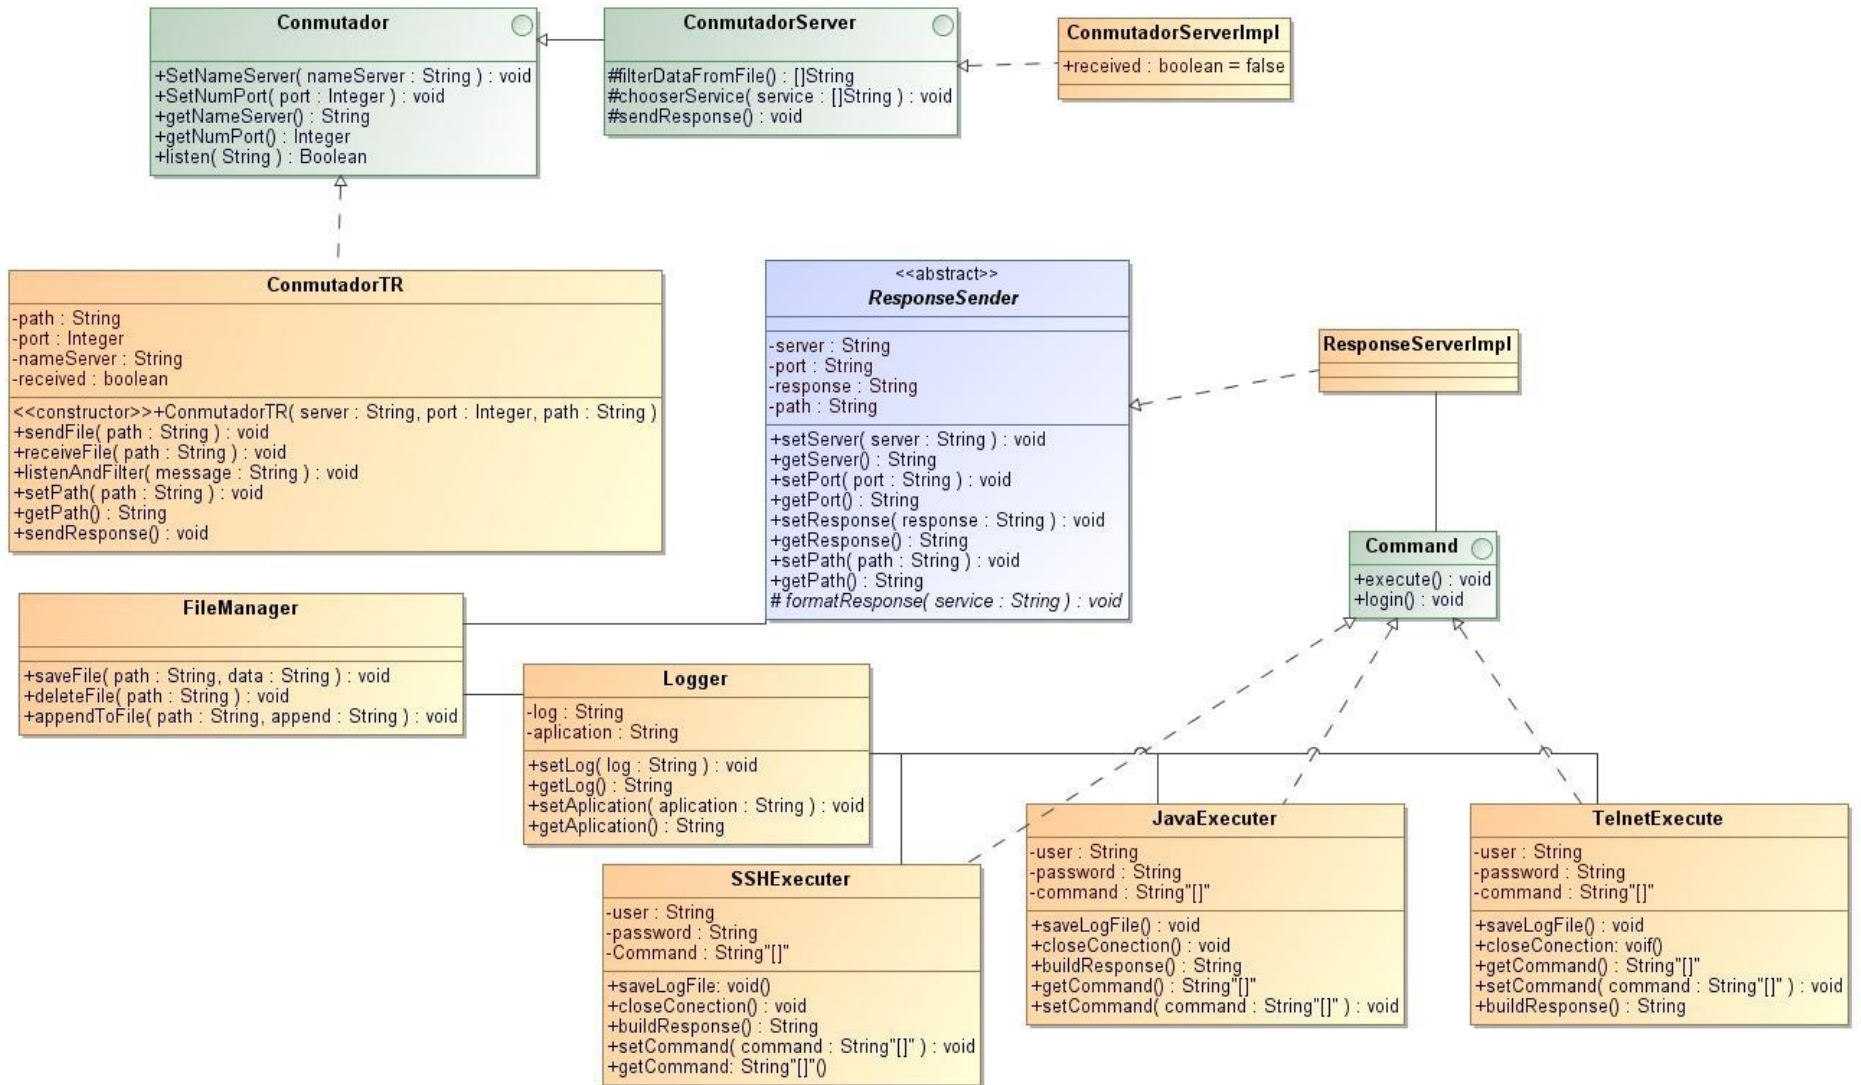 Conmutador
+SetNameServer( nameServer : String ) : void
+SetNumPort( port : Integer ) : void
+getNameServer() : String
+getNumPort() : Integer
+listen( String ) : Boolean
ConmutadorServer
#filterDataFromFile() : []String
#chooserService( service : []String ) : void
#sendResponse() : void
ConmutadorServerImpl
+received : boolean = false
ConmutadorTR
-path : String
-port : Integer
-nameServer : String
-received : boolean
<<constructor>>+ConmutadorTR( server : String, port : Integer, path : String )
+sendFile( path : String ) : void
+receiveFile( path : String ) : void
+listenAndFilter( message : String ) : void
+setPath( path : String ) : void
+getPath() : String
+sendResponse() : void
<<abstract>>
ResponseSender
-server : String
-port : String
-response : String
-path : String
+setServer( server : String ) : void
+getServer() : String
+setPort( port : String ) : void
+getPort() : String
+setResponse( response : String ) : void
+getResponse() : String
+setPath( path : String ) : void
+getPath() : String
# formatResponse( service : String ) : void
ResponseServerImpl
Command
+execute() : void
+login() : void
FileManager
+saveFile( path : String, data : String ) : void
+deleteFile( path : String ) : void
+appendToFile( path : String, append : String ) : void
Logger
-log : String
-aplication : String
+setLog( log : String ) : void
+getLog() : String
+setAplication( aplication : String ) : void
+getAplication() : String
SSHExecuter
-user : String
-password : String
-Command : String"[]"
+saveLogFile: void()
+closeConection() : void
+buildResponse() : String
+setCommand( command : String"[]" ) : void
+getCommand: String"[]"()
JavaExecuter
-user : String
-password : String
-command : String"[]"
+saveLogFile() : void
+closeConection() : void
+buildResponse() : String
+getCommand() : String"[]"
+setCommand( command : String"[]" ) : void
TelnetExecute
-user : String
-password : String
-command : String"[]"
+saveLogFile() : void
+closeConection: voif()
+getCommand() : String"[]"
+setCommand( command : String"[]" ) : void
+buildResponse() : String